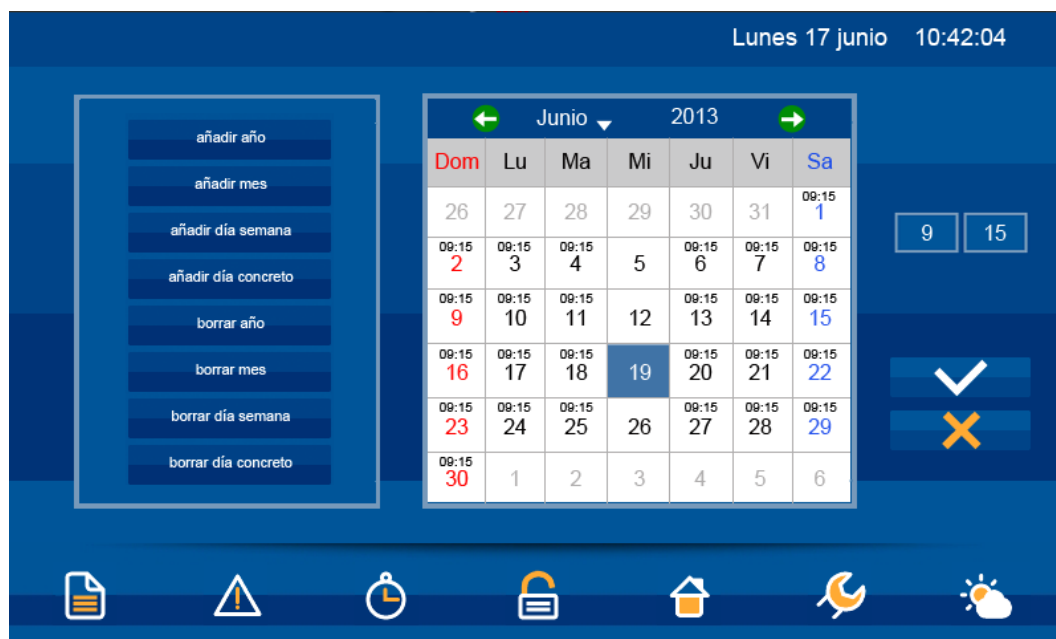 Lunes 17 junio 10:42:04
añadir año
añadir mes
añadir día semana
añadir día concreto
borrar año
borrar mes
borrar día semana
borrar día concreto
Junio 2013
Dom Lu Ma Mi Ju Vi Sa
09:15
26 27 28 29 30 31 1
09:15 09:15 09:15 09:15 09:15 09:15
2 3 4 5 6 7 8
09:15 09:15 09:15 09:15 09:15 09:15
9 10 11 12 13 14 15
09:15 09:15 09:15 09:15 09:15 09:15
16 17 18 19 20 21 22
09:15 09:15 09:15 09:15 09:15 09:15
23 24 25 26 27 28 29
09:15
30 1 2 3 4 5 6
9 15